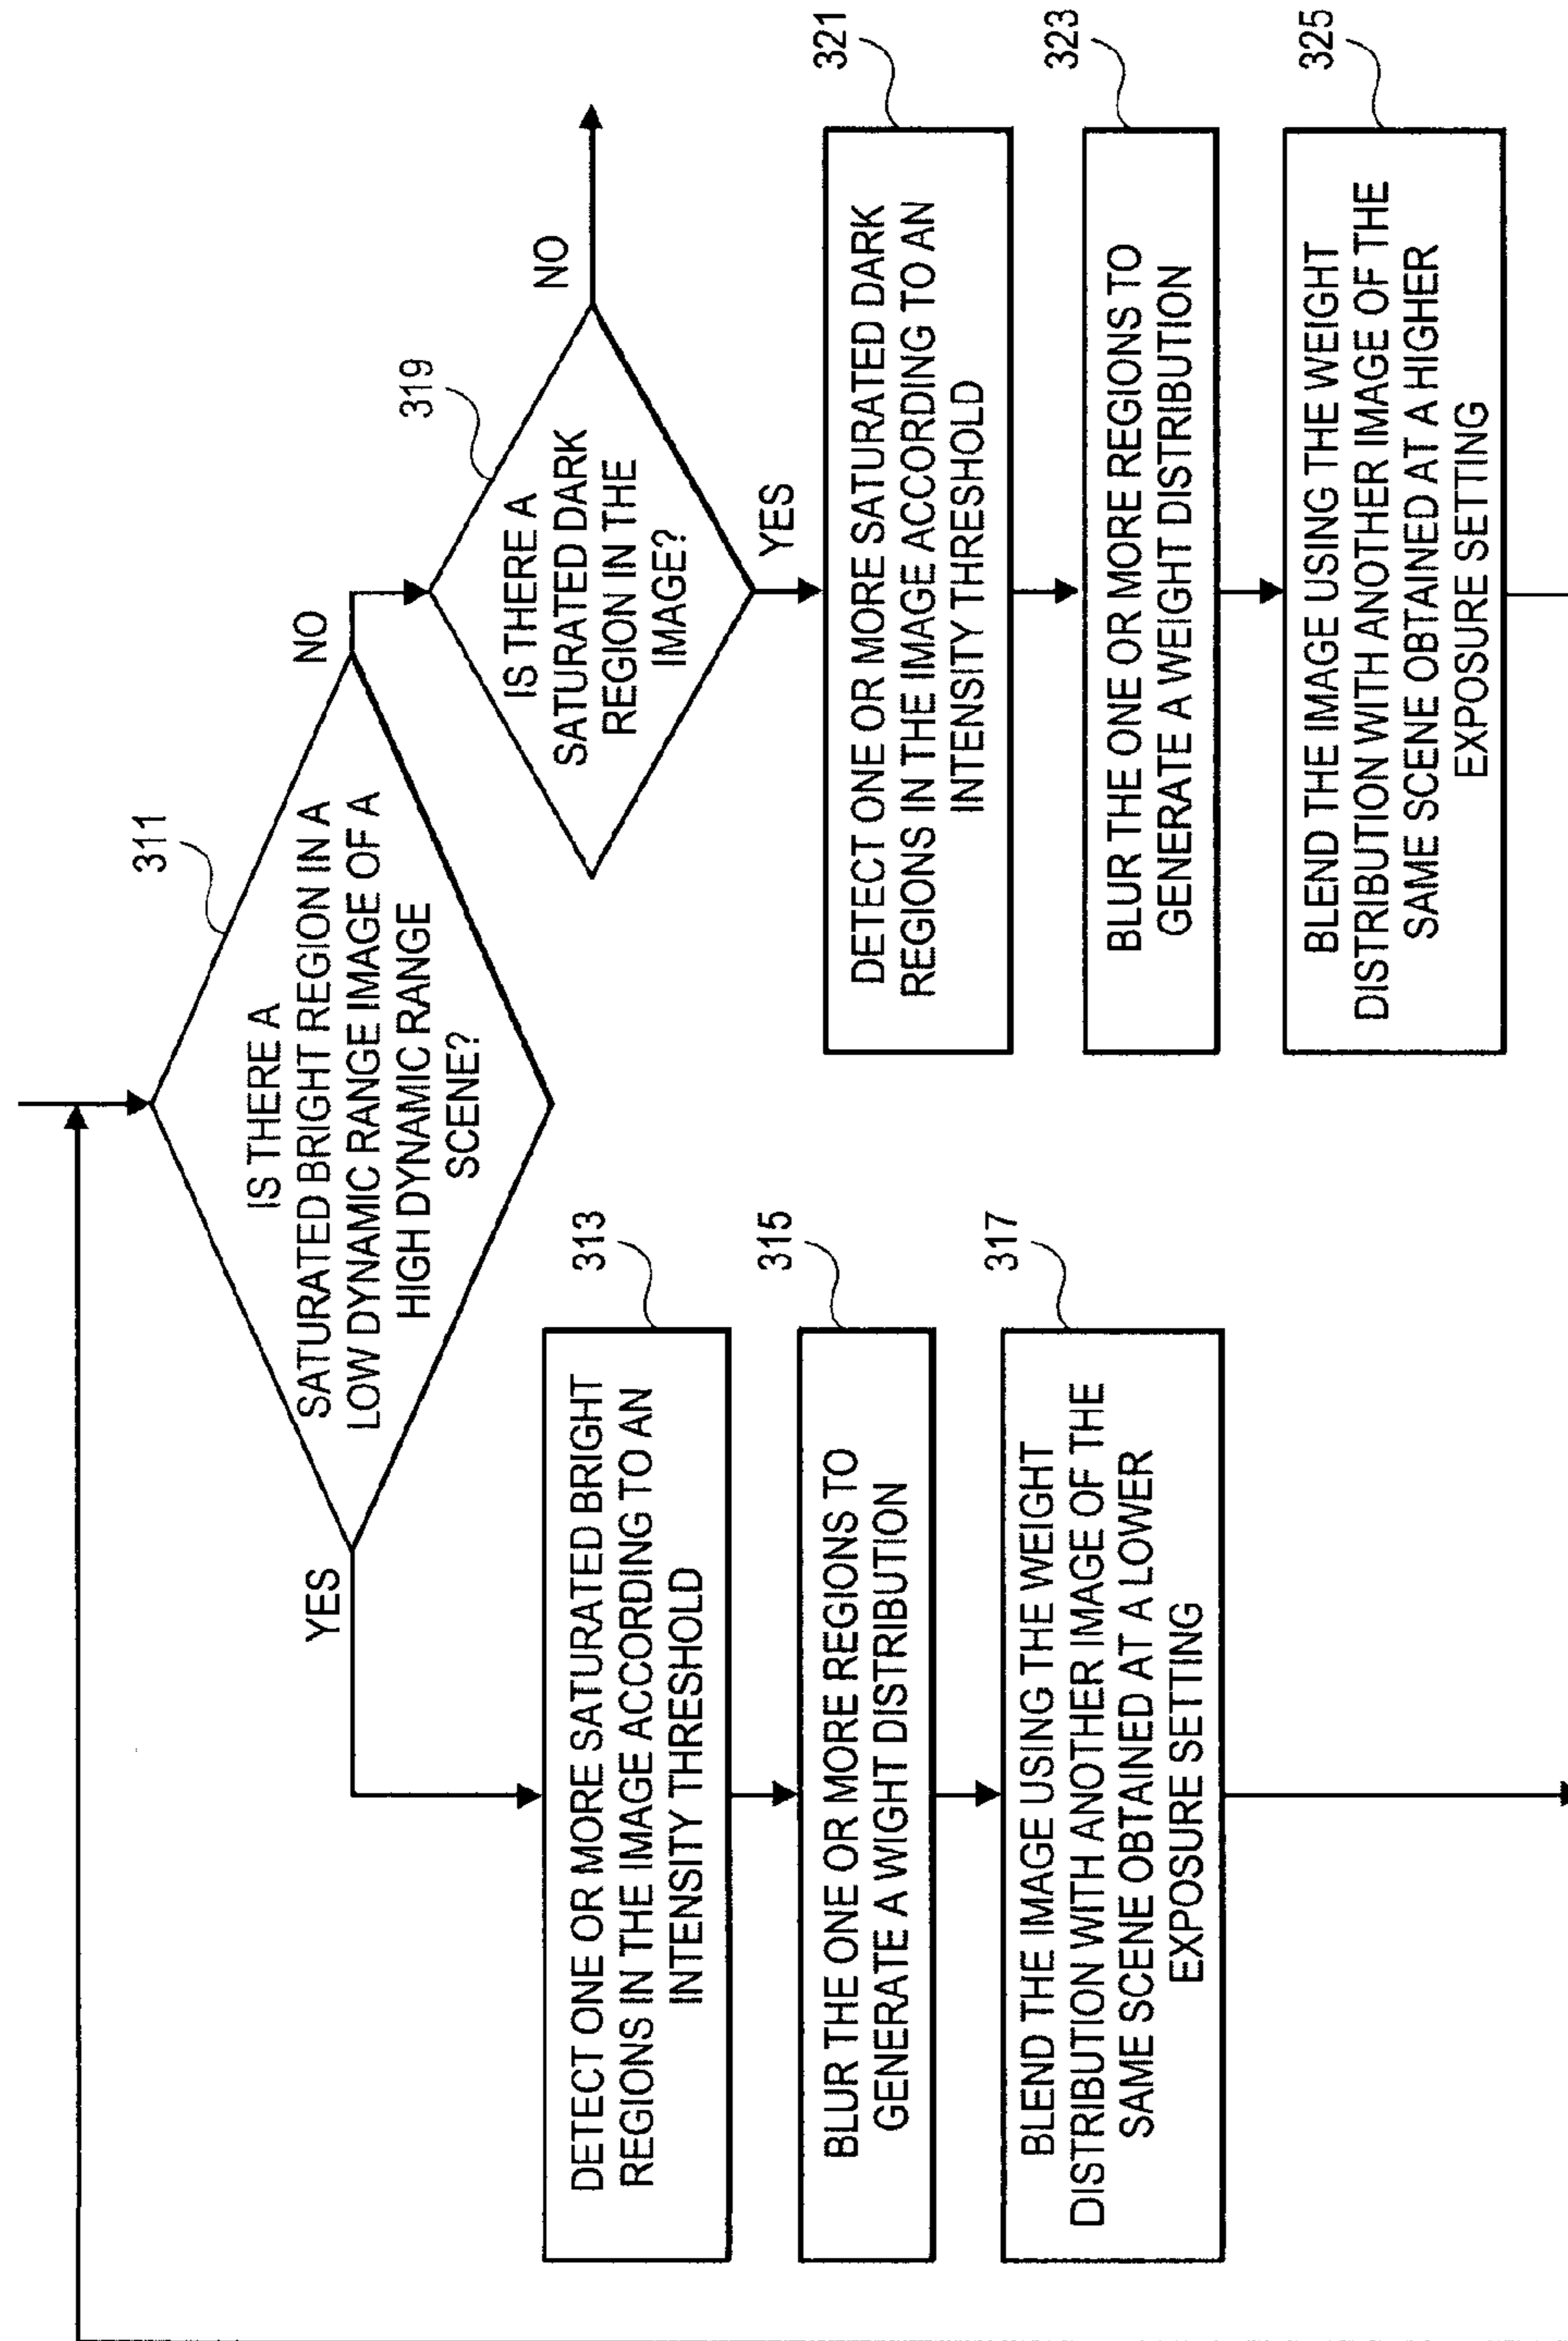 311
IS THERE A
SATURATED BRIGHT REGION IN A
LOW DYNAMIC RANGE IMAGE OF A
HIGH DYNAMIC RANGE
SCENE?
YES
NO
313
DETECT ONE OR MORE SATURATED BRIGHT
REGIONS IN THE IMAGE ACCORDING TO AN
INTENSITY THRESHOLD
315
BLUR THE ONE OR MORE REGIONS TO
GENERATE A WIGHT DISTRIBUTION
317
BLEND THE IMAGE USING THE WEIGHT
DISTRIBUTION WITH ANOTHER IMAGE OF THE
SAME SCENE OBTAINED AT A LOWER
EXPOSURE SETTING
319
IS THERE A
SATURATED DARK
REGION IN THE
IMAGE?
NO
YES
321
DETECT ONE OR MORE SATURATED DARK
REGIONS IN THE IMAGE ACCORDING TO AN
INTENSITY THRESHOLD
323
BLUR THE ONE OR MORE REGIONS TO
GENERATE A WEIGHT DISTRIBUTION
325
BLEND THE IMAGE USING THE WEIGHT
DISTRIBUTION WITH ANOTHER IMAGE OF THE
SAME SCENE OBTAINED AT A HIGHER
EXPOSURE SETTING